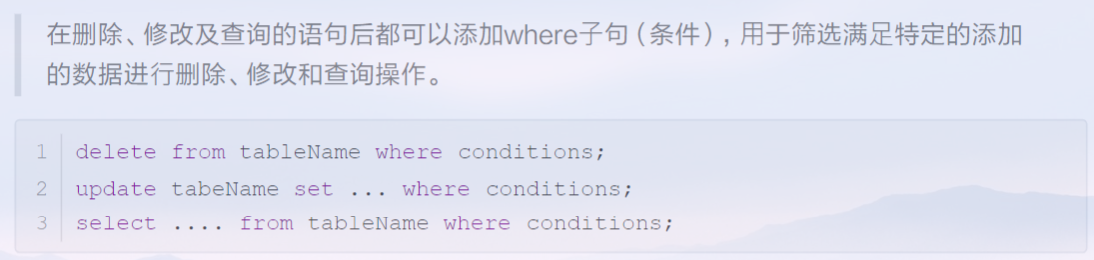 在删除、修改及查询的语句后都可以添加where子句（条件），用于筛选满足特定的添加
的数据进行删除、修改和查询操作。
1 delete from tableName where conditions;
2 update tabeName set ... where conditions;
3 select .... from tableName where conditions;